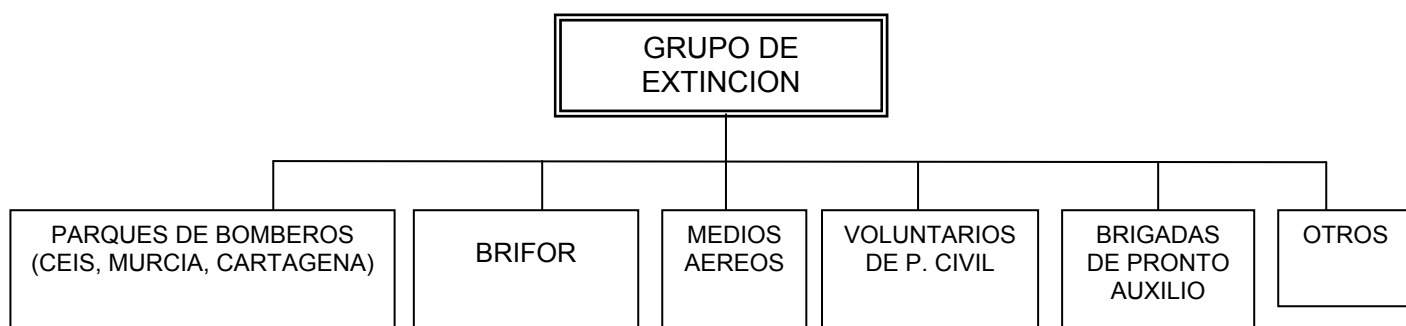 GRUPO DE
EXTINCION
PARQUES DE BOMBEROS
(CEIS, MURCIA, CARTAGENA)
BRIFOR
MEDIOS
AEREOS
VOLUNTARIOS
DE P. CIVIL
BRIGADAS
DE PRONTO
AUXILIO
OTROS